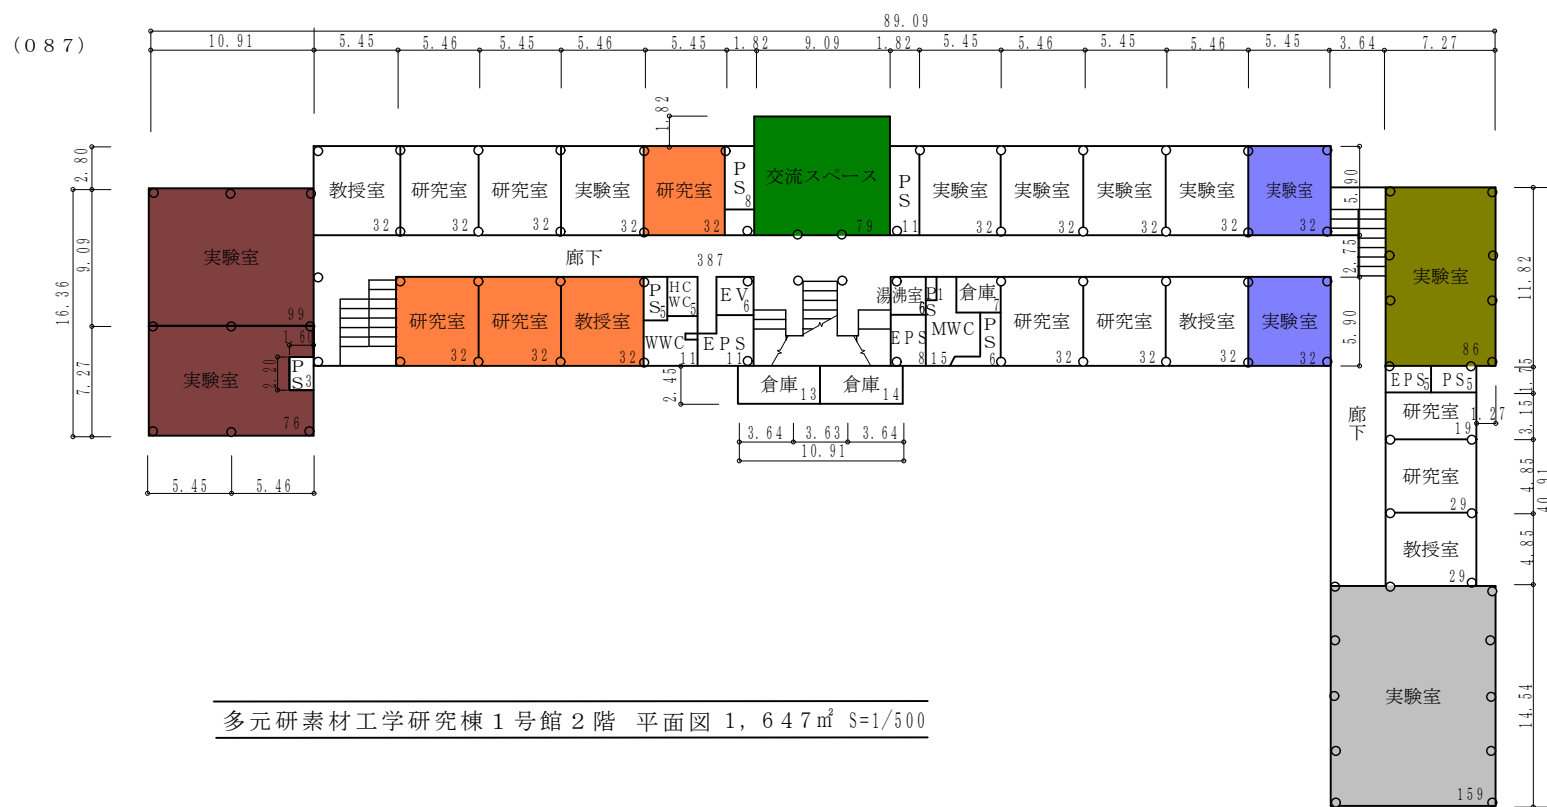 (087)
89.09
10.91 5.45 5.46 5.45 5.46 5.45 1.82 9.09 1.82 5.45 5.46 5.45 5.46 5.45 3.64 7.27
1.82
2.80
9.09
16.36
7.27
教授室 32
研究室 32
研究室 32
実験室 32
研究室 32
PS 8
交流スペース 79
PS 11
実験室 32
実験室 32
実験室 32
実験室 32
実験室 32
5.90
2.75
5.90
実験室 99
1.60
2.20
実験室 76
PS 3
廊下 387
研究室 32
研究室 32
教授室 32
PS 5
HC
WC 5
WWC 11
EV 6
EPS 11
湯沸室 6
PS 1
倉庫 7
EPS 8
MWC 15
PS 6
研究室 32
研究室 32
教授室 32
実験室 32
実験室 86
11.82
2.45
倉庫 13
倉庫 14
3.64 3.63 3.64
10.91
5.45 5.46
EPS 5
PS 5
1.75
廊下
研究室 19
1.27
3.15
研究室 29
4.85
40.91
教授室 29
4.85
実験室 159
14.54
多元研素材工学研究棟1号館2階 平面図 1,647㎡ S=1/500